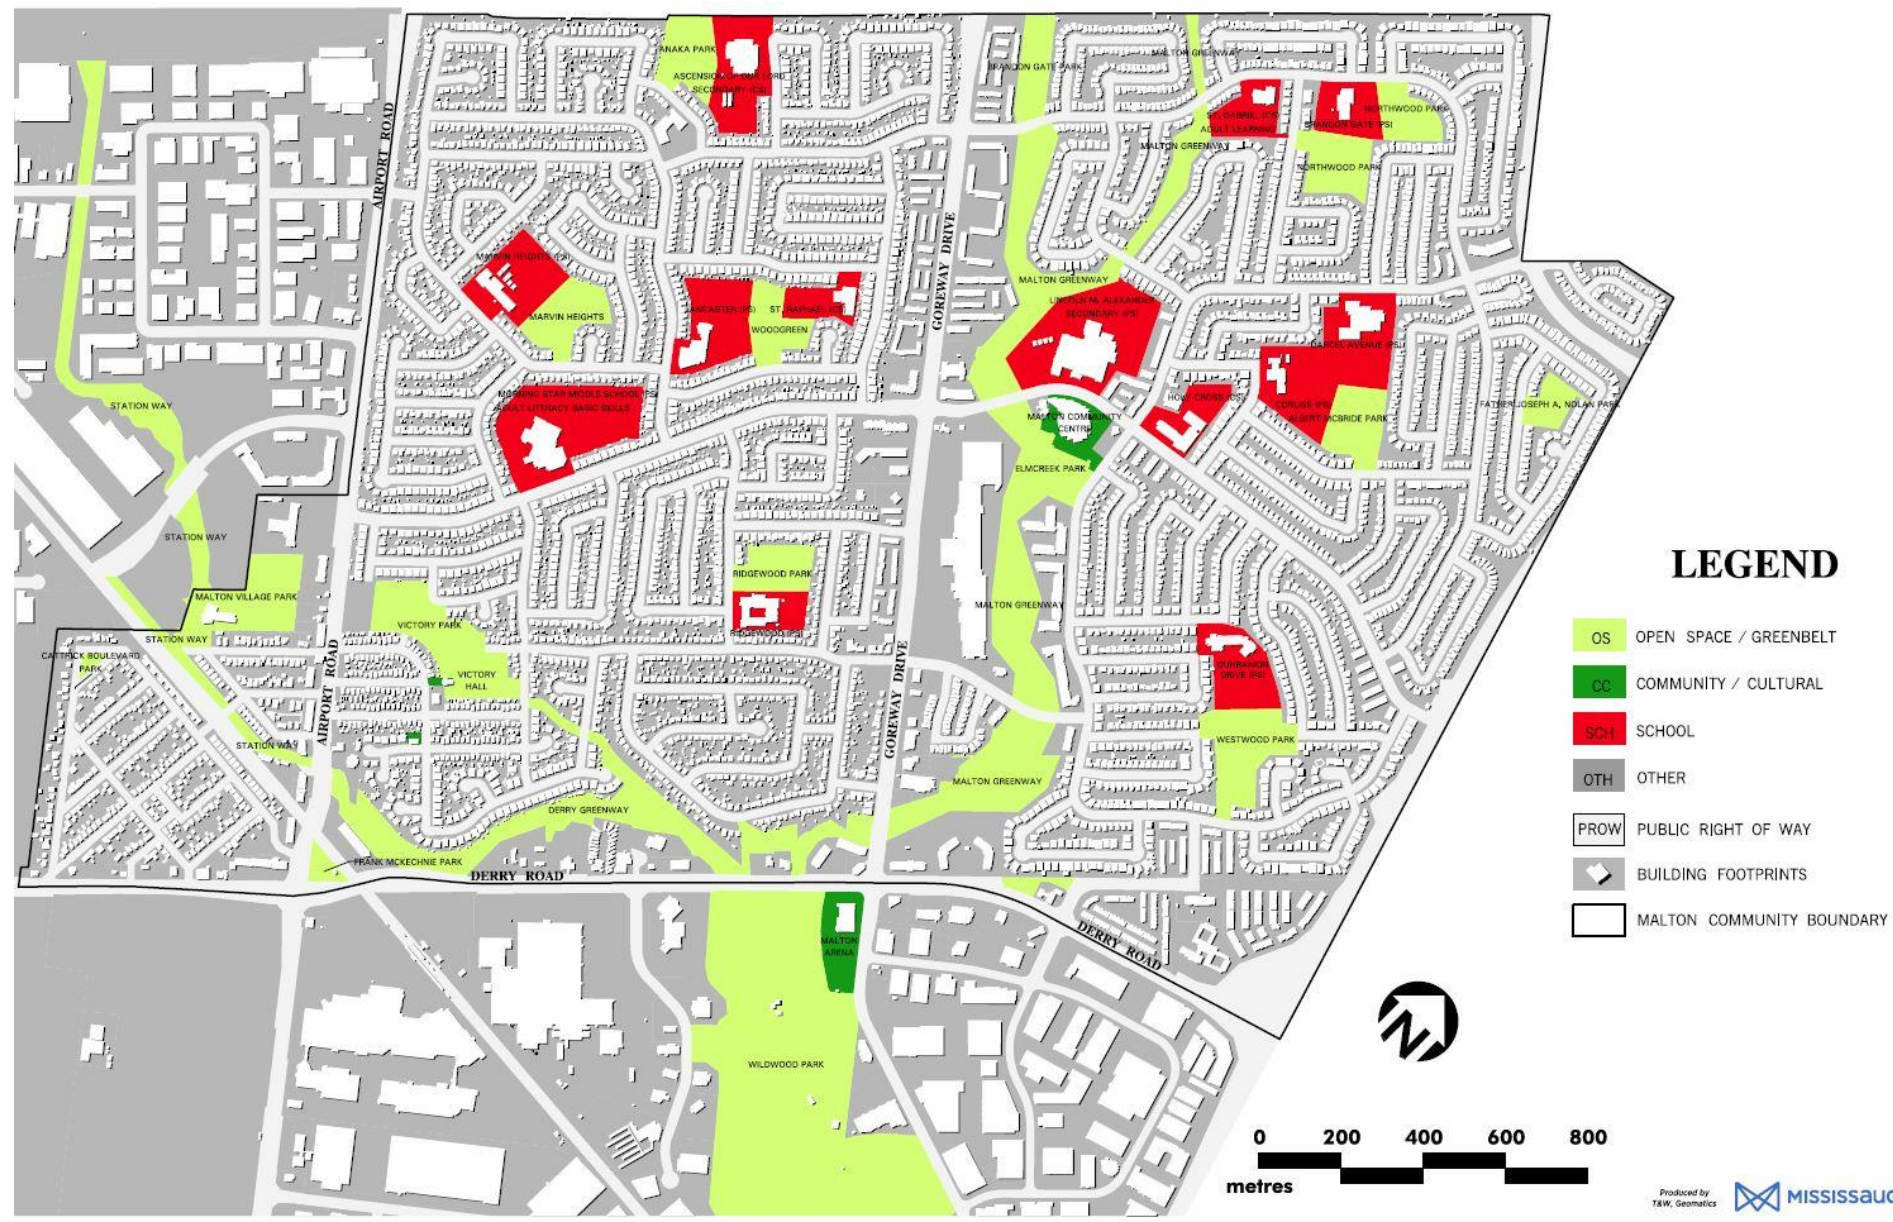 ANAKA PARK
ASCENSION OF OUR LORD
SECONDARY (CS)
BRANDON GATE PARK
MALTON GREENWAY
ST. GABRIEL (CS)
ADULT LEARNING
NORTHWOOD PARK
BRANDON GATE (PS)
MALTON GREENWAY
NORTHWOOD PARK
AIRPORT ROAD
GOREWAY DRIVE
MARVIN HEIGHTS (PS)
MARVIN HEIGHTS
LANCASTER (PS)
ST. RAPHAEL (CS)
WOODGREEN
MALTON GREENWAY
LINCOLN M. ALEXANDER
SECONDARY (PS)
DARCEL AVENUE (PS)
MORNING STAR MIDDLE SCHOOL (PS)
ADULT LITERACY BASIC SKILLS
HOLY CROSS (CS)
CORLISS (PS)
ALBERT MCBRIDE PARK
FATHER JOSEPH A. NOLAN PARK
STATION WAY
MALTON COMMUNITY
CENTRE
ELMCREEK PARK
STATION WAY
RIDGEWOOD PARK
RIDGEWOOD (PS)
MALTON VILLAGE PARK
STATION WAY
VICTORY PARK
MALTON GREENWAY
CATTRICK BOULEVARD
PARK
VICTORY
HALL
AIRPORT ROAD
GOREWAY DRIVE
DUNRANKIN
DRIVE (PS)
WESTWOOD PARK
STATION WAY
MALTON GREENWAY
DERRY GREENWAY
FRANK MCKECHNIE PARK
DERRY ROAD
DERRY ROAD
MALTON
ARENA
WILDWOOD PARK
LEGEND
OS OPEN SPACE / GREENBELT
CC COMMUNITY / CULTURAL
SCH SCHOOL
OTH OTHER
PROW PUBLIC RIGHT OF WAY
BUILDING FOOTPRINTS
MALTON COMMUNITY BOUNDARY
N
0 200 400 600 800
metres
Produced by
T&W, Geomatics
MISSISSAUG